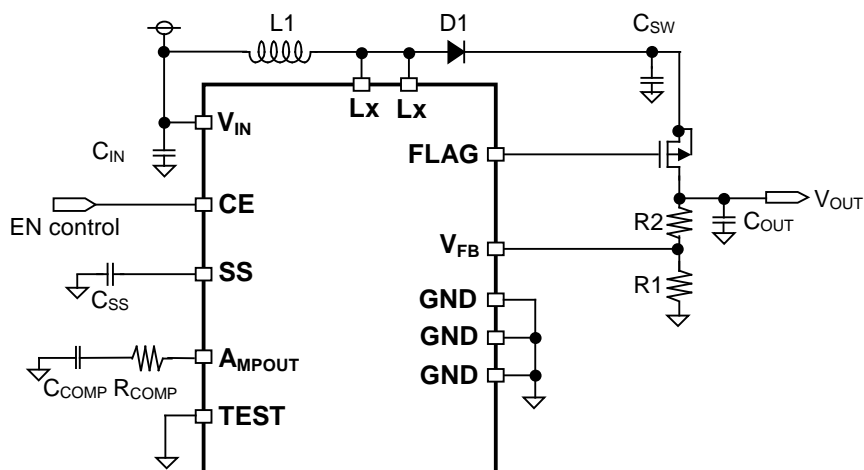 L1
D1
CSW
Lx
Lx
VIN
CIN
FLAG
CE
EN control
VOUT
R2
COUT
VFB
SS
CSS
R1
GND
GND
AMPOUT
CCOMP RCOMP
GND
TEST